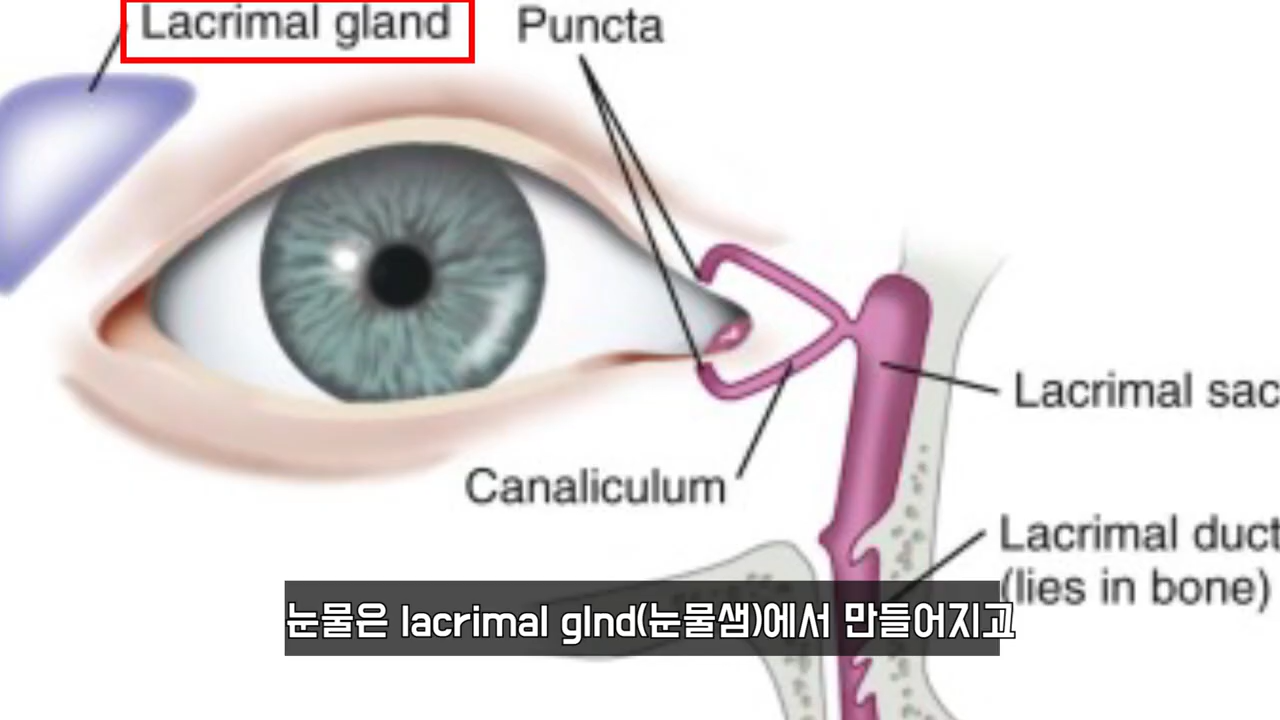 Lacrimal gland
Puncta
Lacrimal sac
Canaliculum
Lacrimal duct
(lies in bone)
눈물은 lacrimal glnd(눈물샘)에서 만들어지고